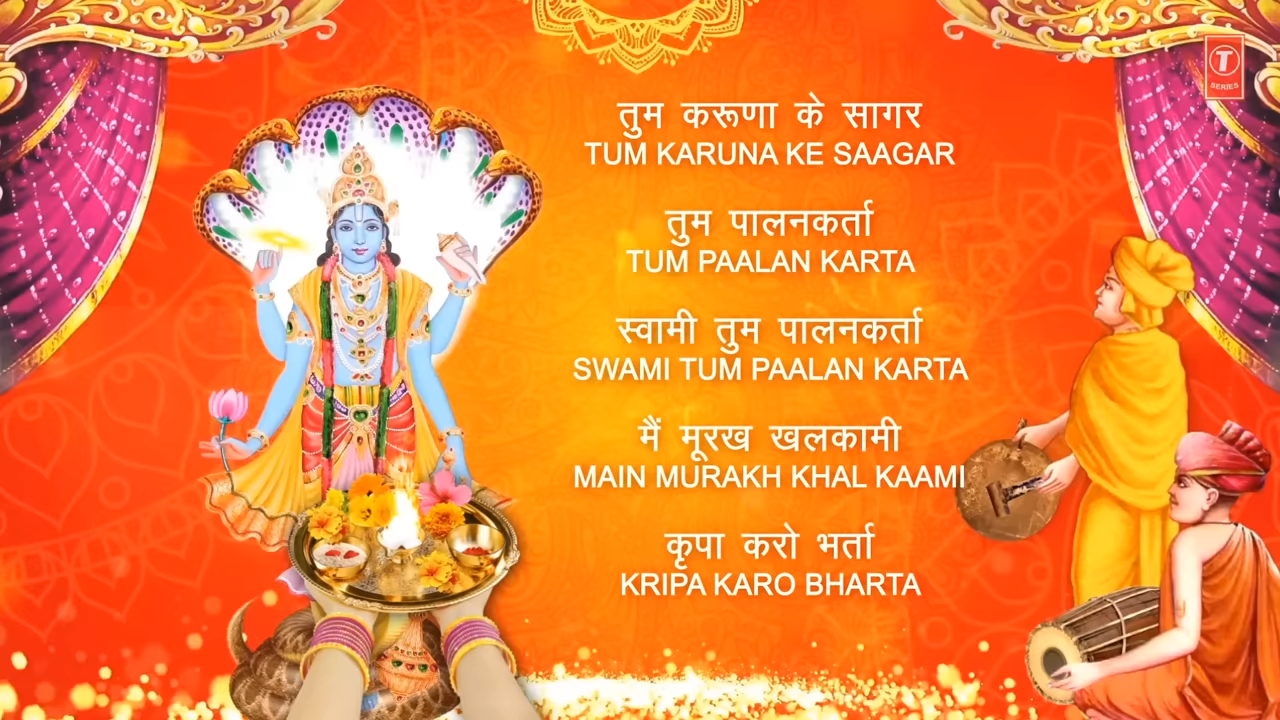 T
SERIES
तुम करूणा के सागर
TUM KARUNA KE SAAGAR
तुम पालनकर्ता
TUM PAALAN KARTA
स्वामी तुम पालनकर्ता
SWAMI TUM PAALAN KARTA
मैं मूरख खलकामी
MAIN MURAKH KHAL KAAMI
कृपा करो भर्ता
KRIPA KARO BHARTA